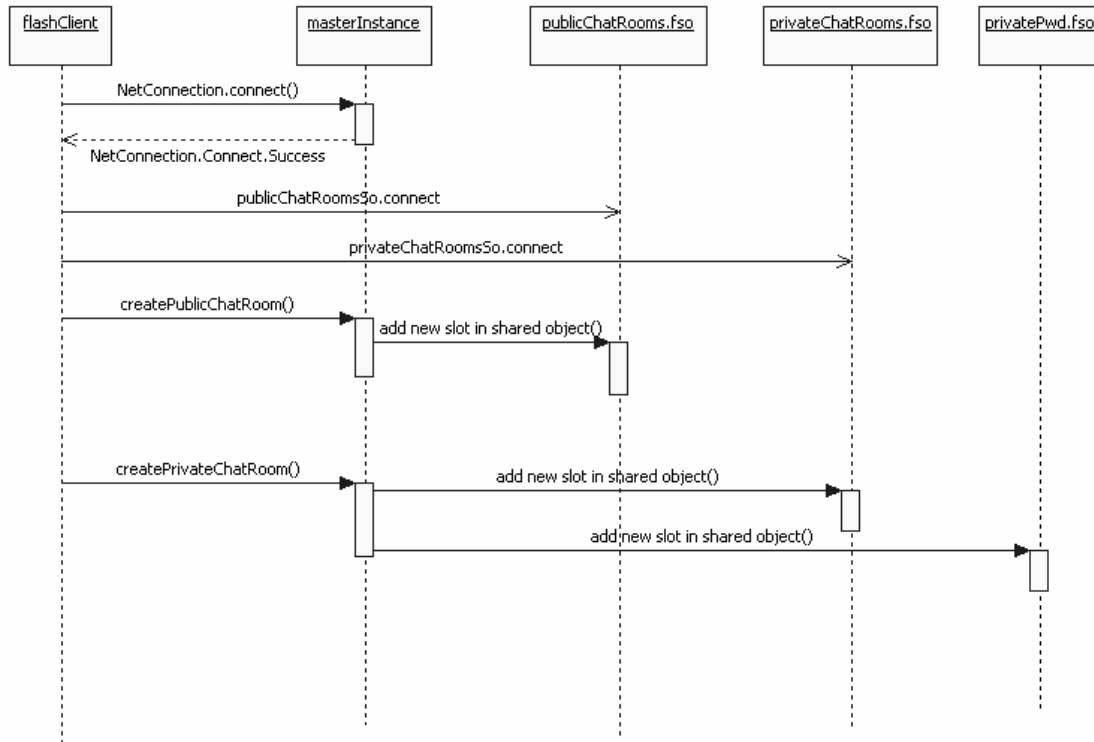 flashClient
masterInstance
publicChatRooms.fso
privateChatRooms.fso
privatePwd.fso
NetConnection.connect()
NetConnection.Connect.Success
publicChatRoomsSo.connect
privateChatRoomsSo.connect
createPublicChatRoom()
add new slot in shared object()
createPrivateChatRoom()
add new slot in shared object()
add new slot in shared object()